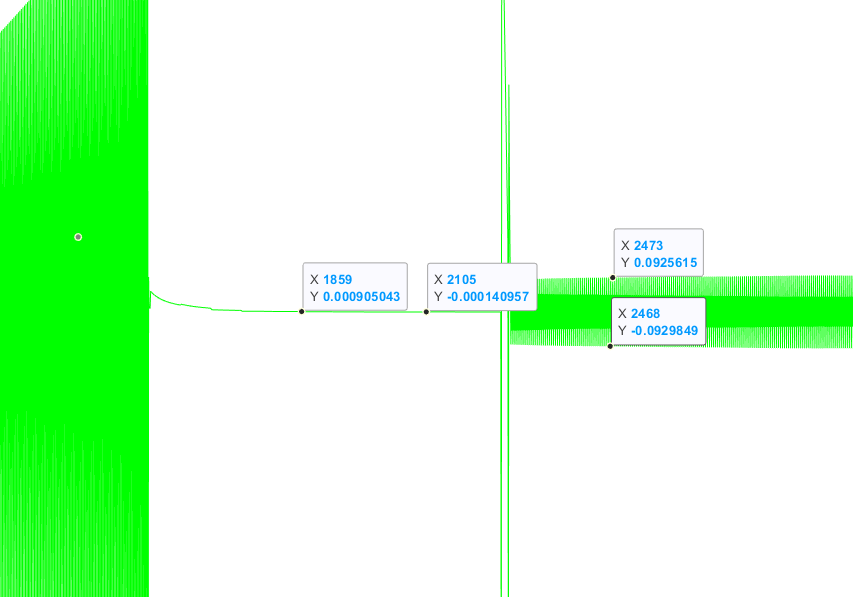 X 2473
Y 0.0925615
X 1859
Y 0.000905043
X 2105
Y -0.000140957
X 2468
Y -0.0929849